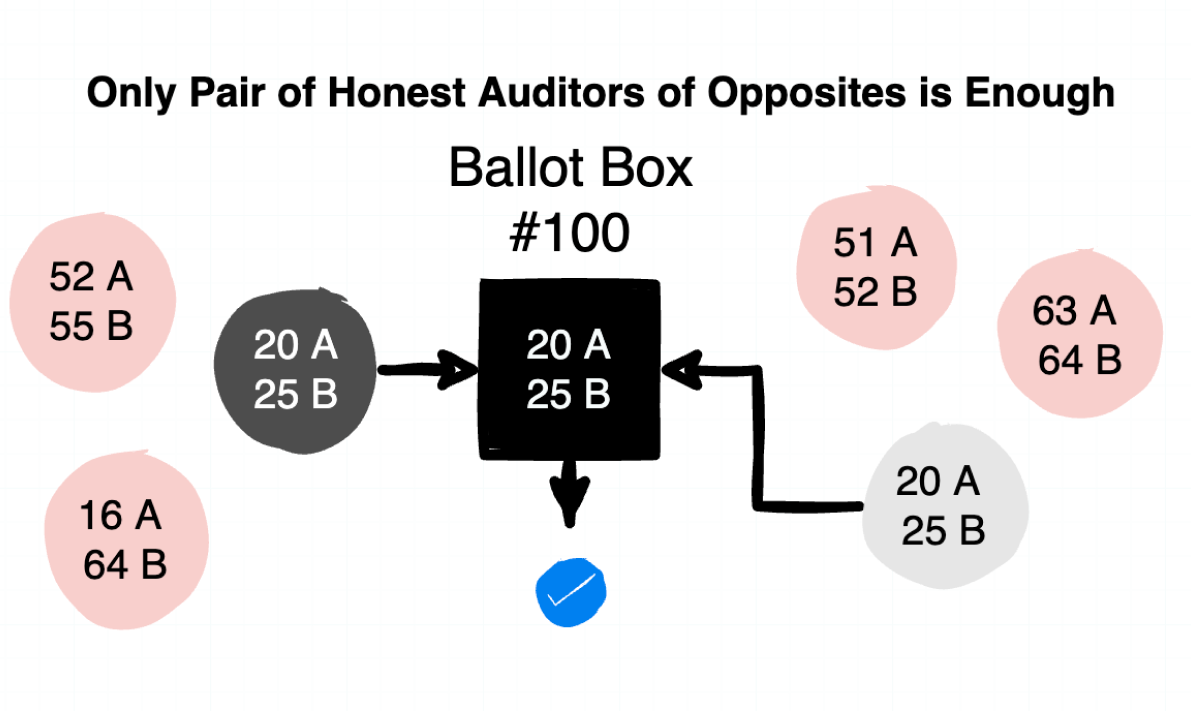 Only Pair of Honest Auditors of Opposites is Enough
Ballot Box
#100
52 A
55 B
20 A
25 B
20 A
25 B
51 A
52 B
63 A
64 B
16 A
64 B
20 A
25 B